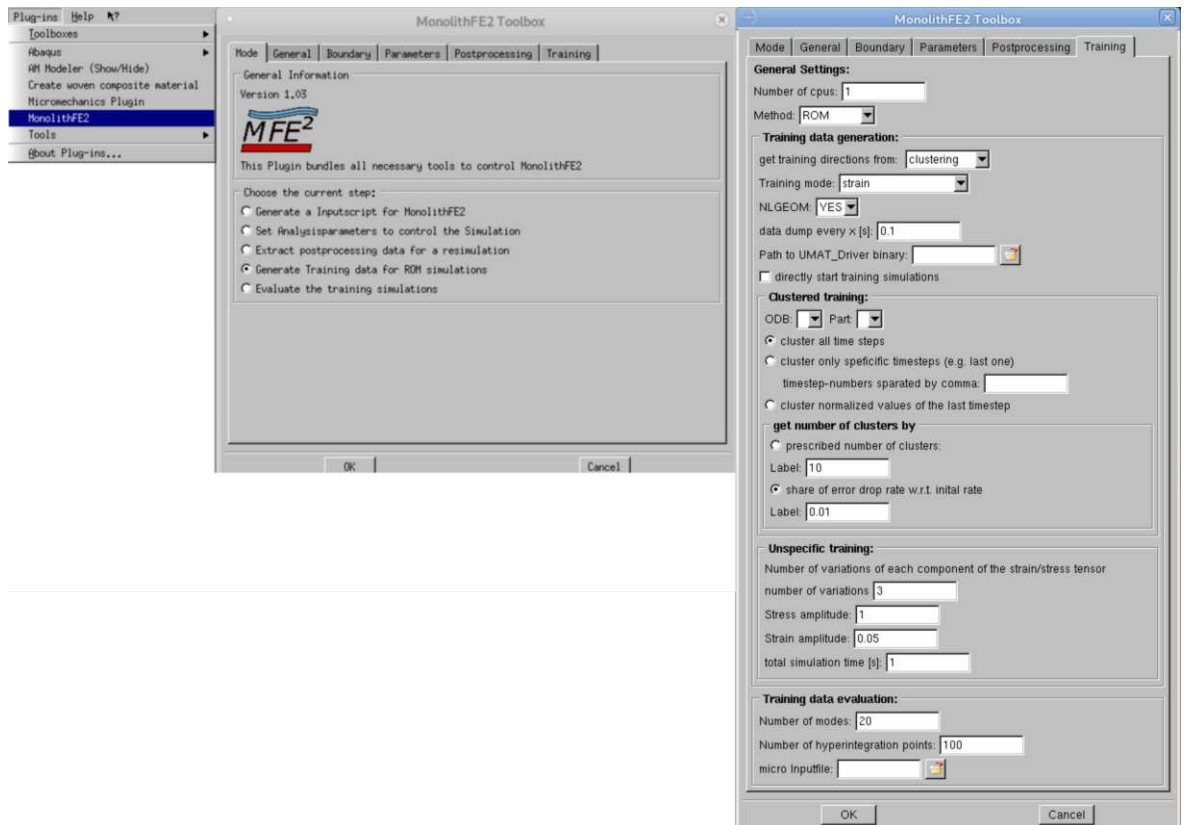 Plug-ins Help
Toolboxes
Abaqus
AM Modeler (Show/Hide)
Create woven composite material
Micromechanics Plugin
MonolithFE2
Tools
About Plug-ins...
MonolithFE2 Toolbox
Mode General Boundary Parameters Postprocessing Training
General Information
Version 1.03
MFE²
This Plugin bundles all necessary tools to control MonolithFE2
Choose the current step:
Generate a Inputscript for MonolithFE2
Set Analysisparameters to control the Simulation
Extract postprocessing data for a resimulation
Generate Training data for ROM simulations
Evaluate the training simulations
OK Cancel
MonolithFE2 Toolbox
Mode General Boundary Parameters Postprocessing Training
General Settings:
Number of cpus: 1
Method: ROM
Training data generation:
get training directions from: clustering
Training mode: strain
NLGEOM: YES
data dump every x [s]: 0.1
Path to UMAT_Driver binary:
directly start training simulations
Clustered training:
ODB: Part:
cluster all time steps
cluster only speficific timesteps (e.g. last one)
timestep-numbers sparated by comma:
cluster normalized values of the last timestep
get number of clusters by
prescribed number of clusters:
Label: 10
share of error drop rate w.r.t. inital rate
Label: 0.01
Unspecific training:
Number of variations of each component of the strain/stress tensor
number of variations 3
Stress amplitude: 1
Strain amplitude: 0.05
total simulation time [s]: 1
Training data evaluation:
Number of modes: 20
Number of hyperintegration points: 100
micro Inputfile:
OK Cancel